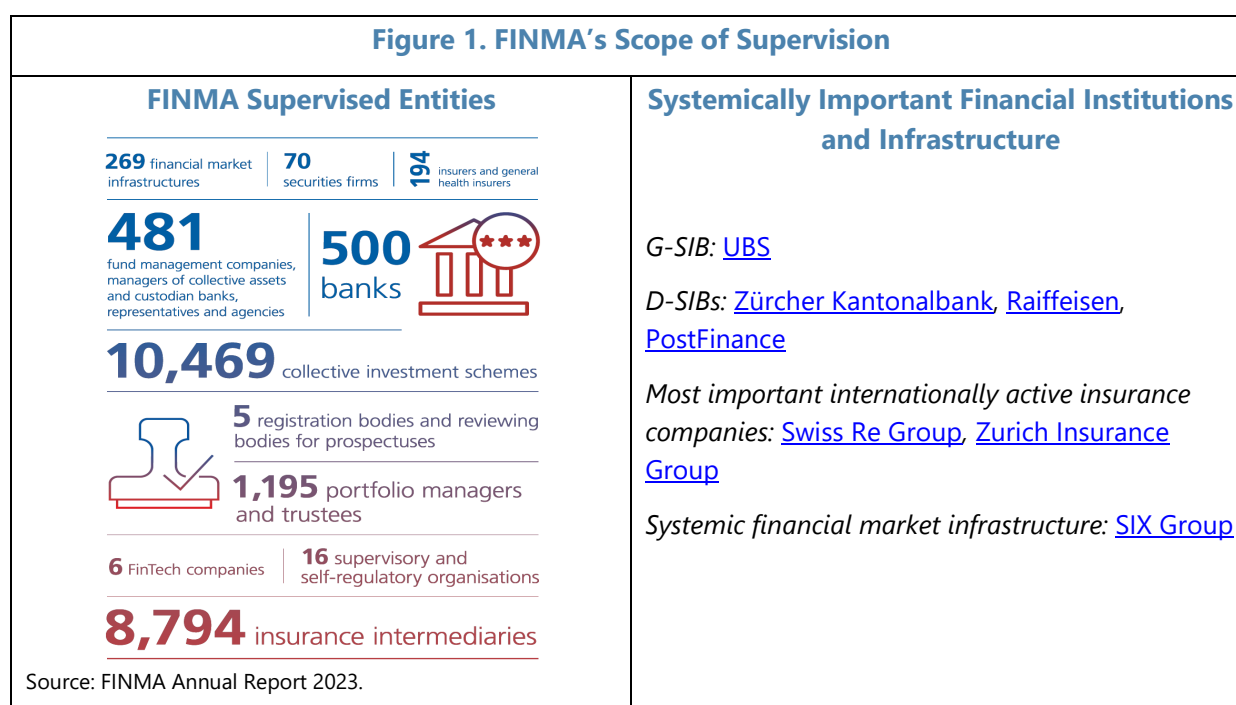 Figure 1. FINMA's Scope of Supervision
FINMA Supervised Entities
269 financial market
infrastructures
70
securities firms
194
insurers and general
health insurers
481
fund management companies,
managers of collective assets
and custodian banks,
representatives and agencies
500
banks
10,469 collective investment schemes
5 registration bodies and reviewing
bodies for prospectuses
1,195 portfolio managers
and trustees
6 FinTech companies
16 supervisory and
self-regulatory organisations
8,794 insurance intermediaries
Source: FINMA Annual Report 2023.
Systemically Important Financial Institutions
and Infrastructure
G-SIB: UBS
D-SIBs: Zürcher Kantonalbank, Raiffeisen,
PostFinance
Most important internationally active insurance
companies: Swiss Re Group, Zurich Insurance
Group
Systemic financial market infrastructure: SIX Group